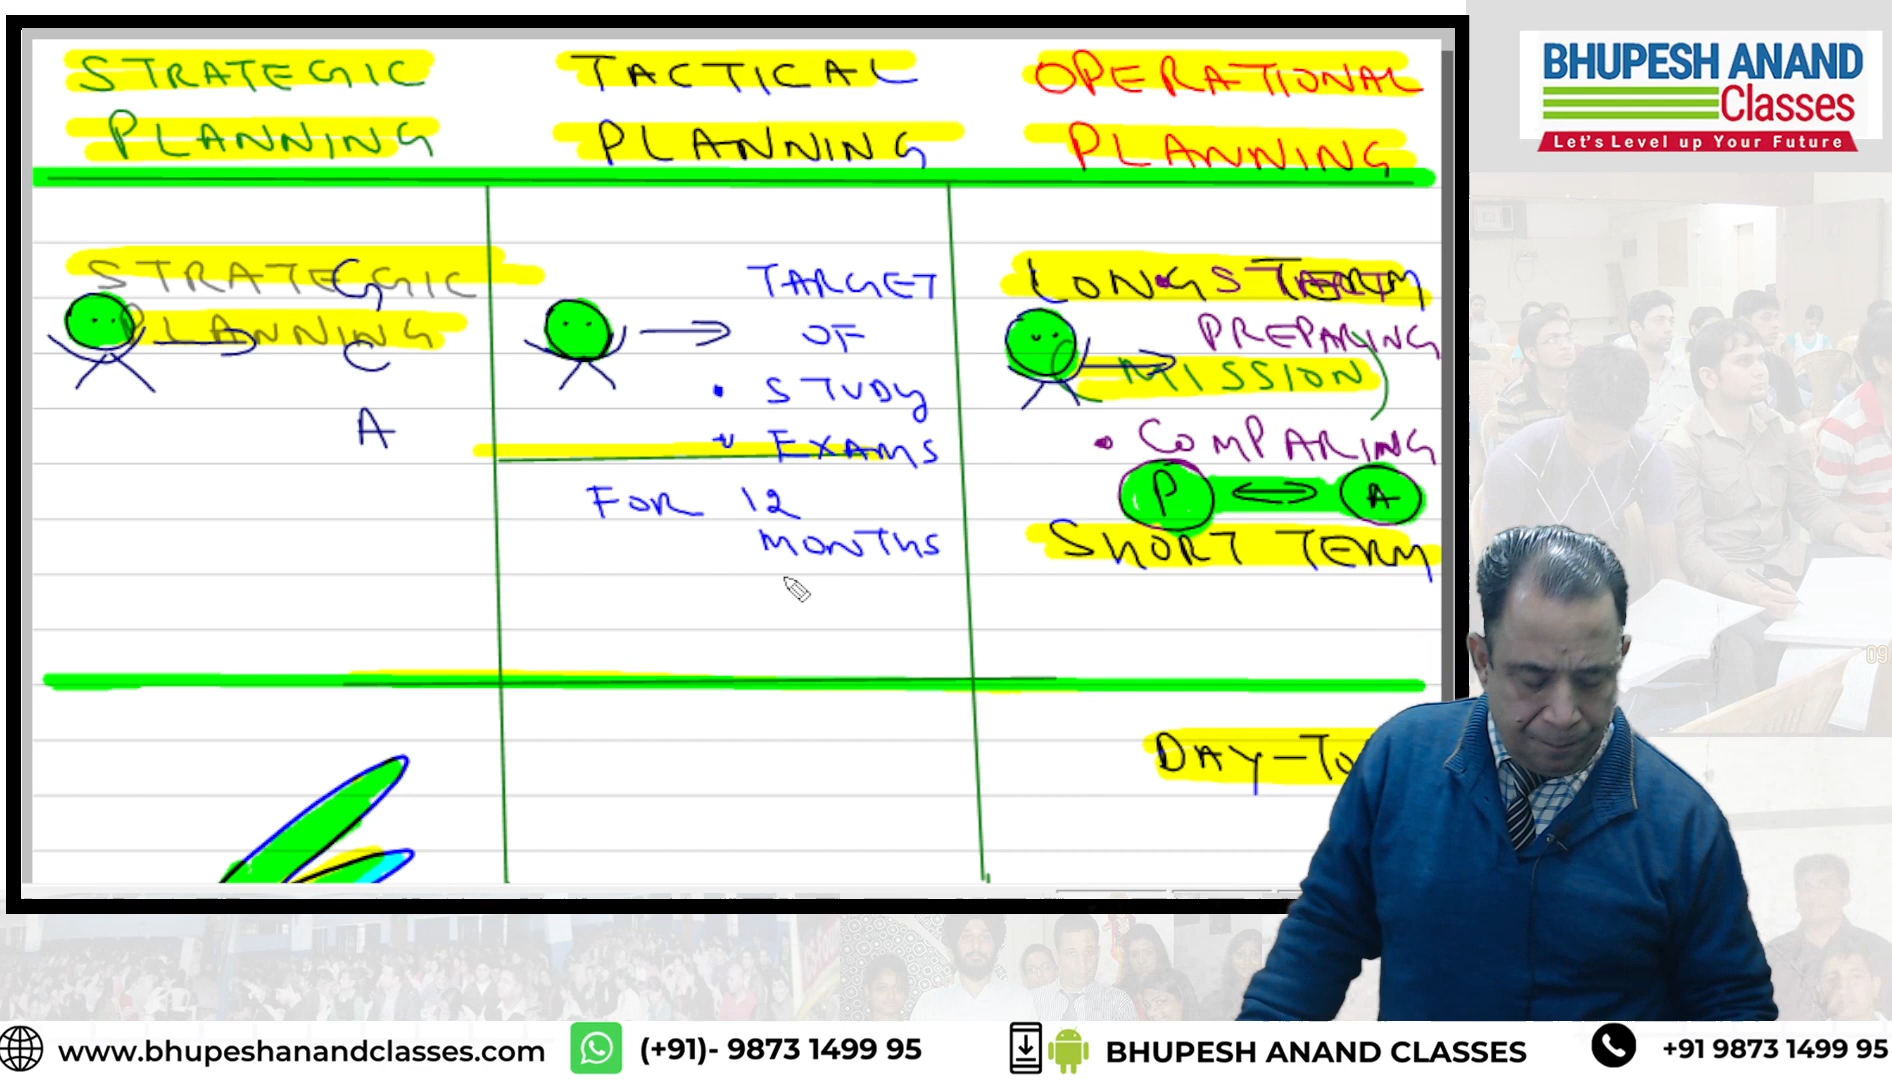 STRATEGIC
PLANNING
TACTICAL
PLANNING
OPERATIONAL
PLANNING
STRATEGIC
PLANNING
C
C
A
TARGET
OF
• STUDY
EXAMS
FOR 12
MONTHS
LONG TERM
START
PREPARING
(MISSION)
• COMPARING
P A
SHORT TERM
DAY-TO
BHUPESH ANAND
Classes
Let's Level up Your Future
09
www.bhupeshanandclasses.com
(+91)- 9873 1499 95
BHUPESH ANAND CLASSES
+91 9873 1499 95